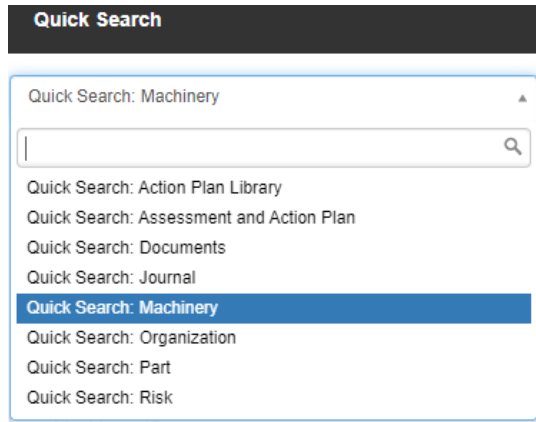 Quick Search
Quick Search: Machinery
Quick Search: Action Plan Library
Quick Search: Assessment and Action Plan
Quick Search: Documents
Quick Search: Journal
Quick Search: Machinery
Quick Search: Organization
Quick Search: Part
Quick Search: Risk